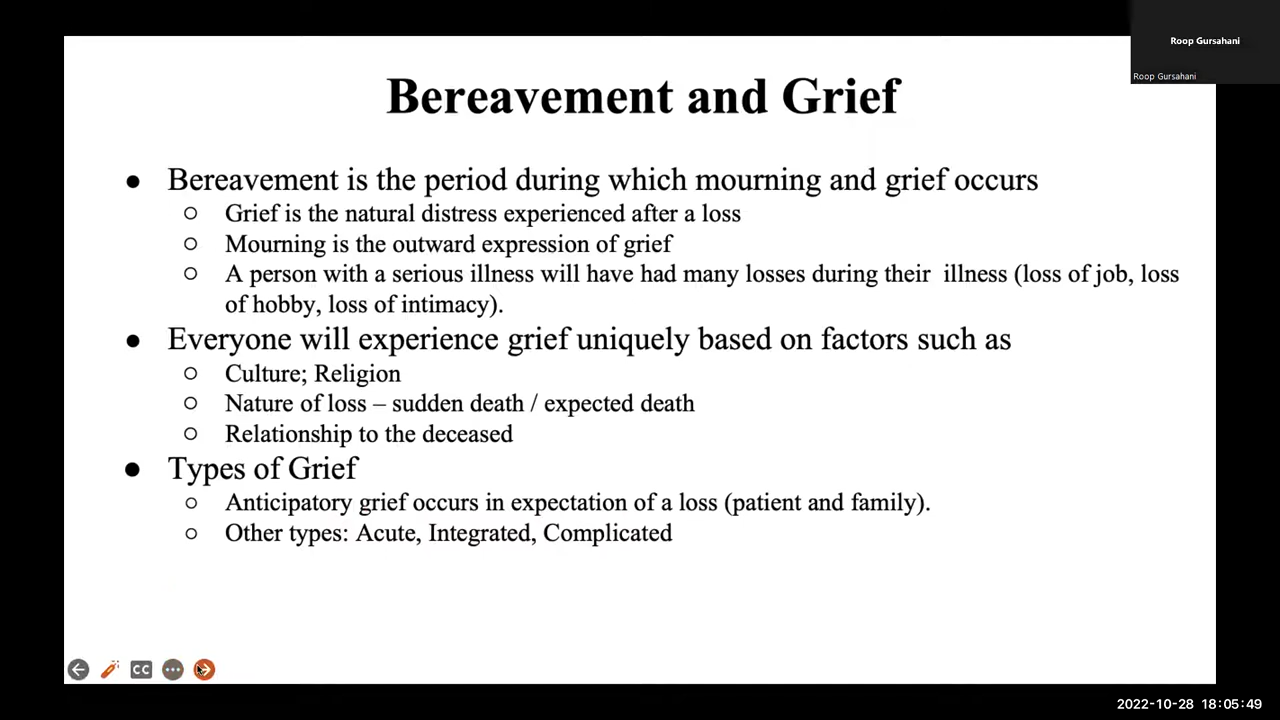 Roop Gursahani
Roop Gursahani
Bereavement and Grief
● Bereavement is the period during which mourning and grief occurs
○ Grief is the natural distress experienced after a loss
○ Mourning is the outward expression of grief
○ A person with a serious illness will have had many losses during their  illness (loss of job, loss
of hobby, loss of intimacy).
● Everyone will experience grief uniquely based on factors such as
○ Culture; Religion
○ Nature of loss – sudden death / expected death
○ Relationship to the deceased
● Types of Grief
○ Anticipatory grief occurs in expectation of a loss (patient and family).
○ Other types: Acute, Integrated, Complicated
CC
2022-10-28 18:05:49